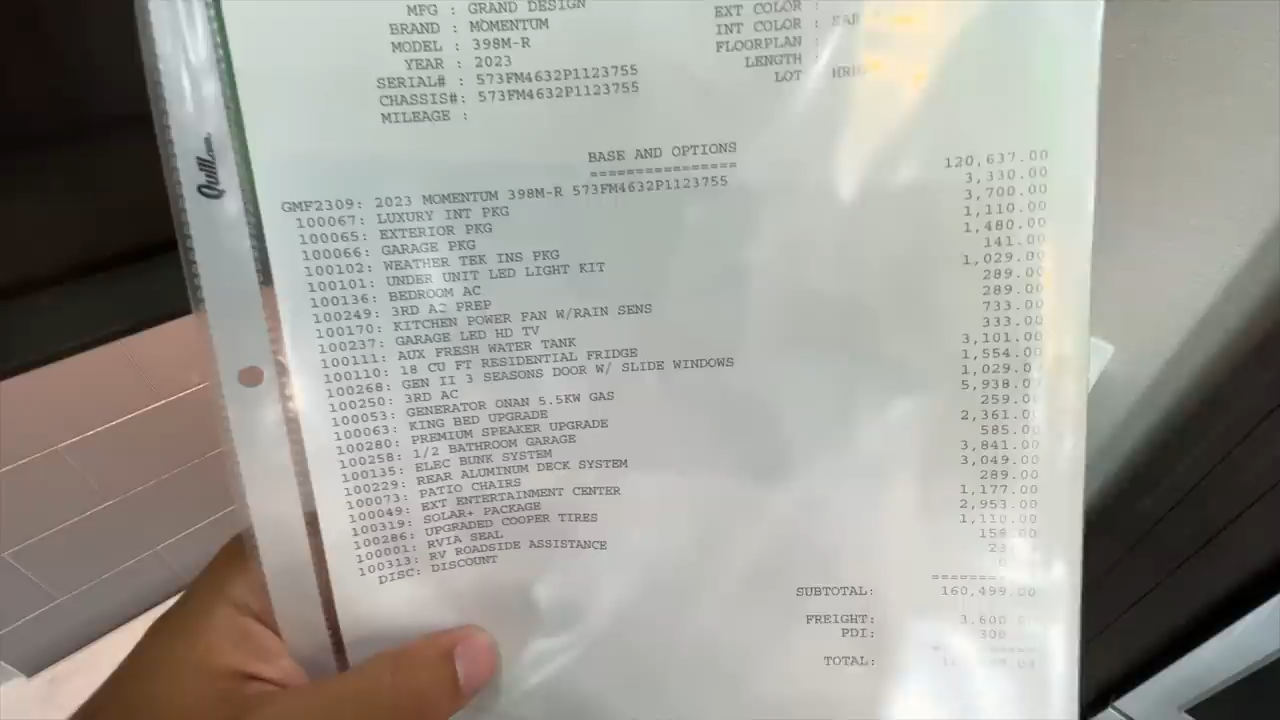 MFG : GRAND DESIGN EXT COLOR :
BRAND : MOMENTUM INT COLOR :
MODEL : 398M-R FLOORPLAN :
YEAR : 2023 LENGTH :
SERIAL# : 573FM4632P1123755 LOT
CHASSIS#: 573FM4632P1123755
MILEAGE :
Quill.com
BASE AND OPTIONS
================
GMF2309: 2023 MOMENTUM 398M-R 573FM4632P1123755 120,637.00
100067: LUXURY INT PKG 3,330.00
100065: EXTERIOR PKG 3,700.00
100066: GARAGE PKG 1,110.00
100102: WEATHER TEK INS PKG 1,480.00
100101: UNDER UNIT LED LIGHT KIT 141.00
100136: BEDROOM AC 1,029.00
100249: 3RD AC PREP 289.00
100170: KITCHEN POWER FAN W/RAIN SENS 289.00
100237: GARAGE LED HD TV 733.00
100111: AUX FRESH WATER TANK 333.00
100110: 18 CU FT RESIDENTIAL FRIDGE 3,101.00
100268: GEN II 3 SEASONS DOOR W/ SLIDE WINDOWS 1,554.00
100250: 3RD AC 1,029.00
100053: GENERATOR ONAN 5.5KW GAS 5,938.00
100063: KING BED UPGRADE 259.00
100280: PREMIUM SPEAKER UPGRADE 2,361.00
100258: 1/2 BATHROOM GARAGE 585.00
100135: ELEC BUNK SYSTEM 3,841.00
100229: REAR ALUMINUM DECK SYSTEM 3,049.00
100073: PATIO CHAIRS 289.00
100049: EXT ENTERTAINMENT CENTER 1,177.00
100319: SOLAR+ PACKAGE 2,953.00
100286: UPGRADED COOPER TIRES 1,110.00
100001: RVIA SEAL
100313: RV ROADSIDE ASSISTANCE
DISC: DISCOUNT
SUBTOTAL: 160,499.00
FREIGHT: 3,600
PDI: 300
TOTAL: